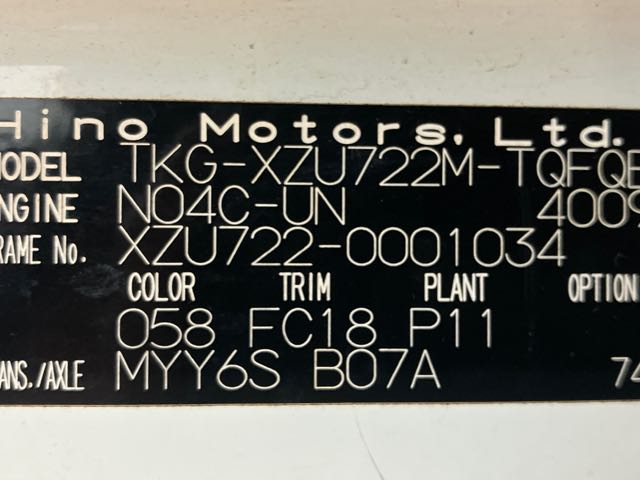 Hino Motors, Ltd.
MODEL TKG-XZU722M-TQFQE
ENGINE N04C-UN 4009
FRAME No. XZU722-0001034
COLOR TRIM PLANT OPTION
058 FC18 P11
TRANS./AXLE MYY6S B07A 74